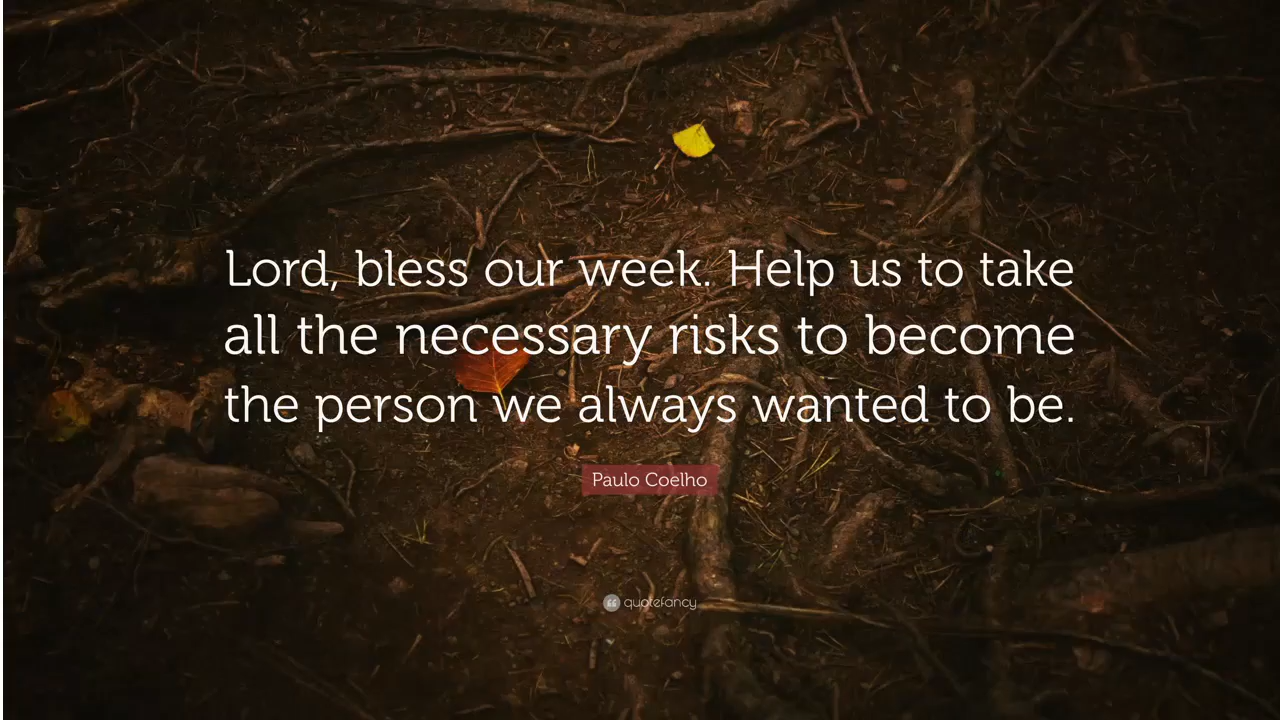 Lord, bless our week. Help us to take
all the necessary risks to become
the person we always wanted to be.
Paulo Coelho
quotefancy